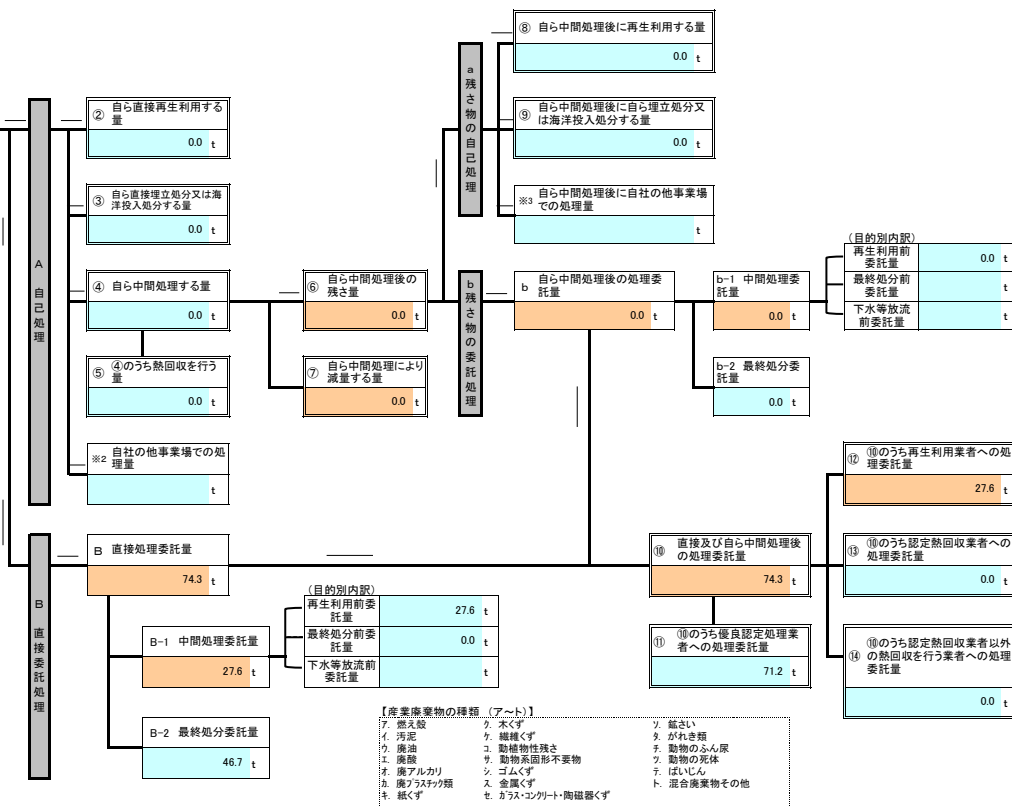 ⑧ 自ら中間処理後に再生利用する量
0.0 t
a 残さ物の自己処理
② 自ら直接再生利用する
量
0.0 t
⑨ 自ら中間処理後に自ら埋立処分又
は海洋投入処分する量
0.0 t
③ 自ら直接埋立処分又は海
洋投入処分する量
0.0 t
※3 自ら中間処理後に自社の他事業場
での処理量
t
A 自己処理
④ 自ら中間処理する量
0.0 t
⑥ 自ら中間処理後の
残さ量
0.0 t
b 残さ物の委託処理
b 自ら中間処理後の処理委
託量
0.0 t
b-1 中間処理委
託量
0.0 t
(目的別内訳)
再生利用前
委託量
0.0 t
最終処分前
委託量
t
下水等放流
前委託量
t
⑤ ④のうち熱回収を行う
量
0.0 t
⑦ 自ら中間処理により
減量する量
0.0 t
b-2 最終処分委
託量
0.0 t
※2 自社の他事業場での処
理量
t
⑫ ⑩のうち再生利用業者への処
理委託量
27.6 t
B 直接委託処理
B 直接処理委託量
74.3 t
⑩ 直接及び自ら中間処理後
の処理委託量
74.3 t
⑬ ⑩のうち認定熱回収業者への
処理委託量
0.0 t
B-1 中間処理委託量
27.6 t
(目的別内訳)
再生利用前委
託量
27.6 t
最終処分前委
託量
0.0 t
下水等放流前
委託量
t
⑪ ⑩のうち優良認定処理業
者への処理委託量
71.2 t
⑭ ⑩のうち認定熱回収業者以外
の熱回収を行う業者への処理
委託量
0.0 t
B-2 最終処分委託量
46.7 t
【産業廃棄物の種類 (ア～ト)】
ア. 燃え殻
イ. 汚泥
ウ. 廃油
エ. 廃酸
オ. 廃アルカリ
カ. 廃プラスチック類
キ. 紙くず
ク. 木くず
ケ. 繊維くず
コ. 動植物性残さ
サ. 動物系固形不要物
シ. ゴムくず
ス. 金属くず
セ. ガラス・コンクリート・陶磁器くず
ソ. 鉱さい
タ. がれき類
チ. 動物のふん尿
ツ. 動物の死体
テ. ばいじん
ト. 混合廃棄物その他